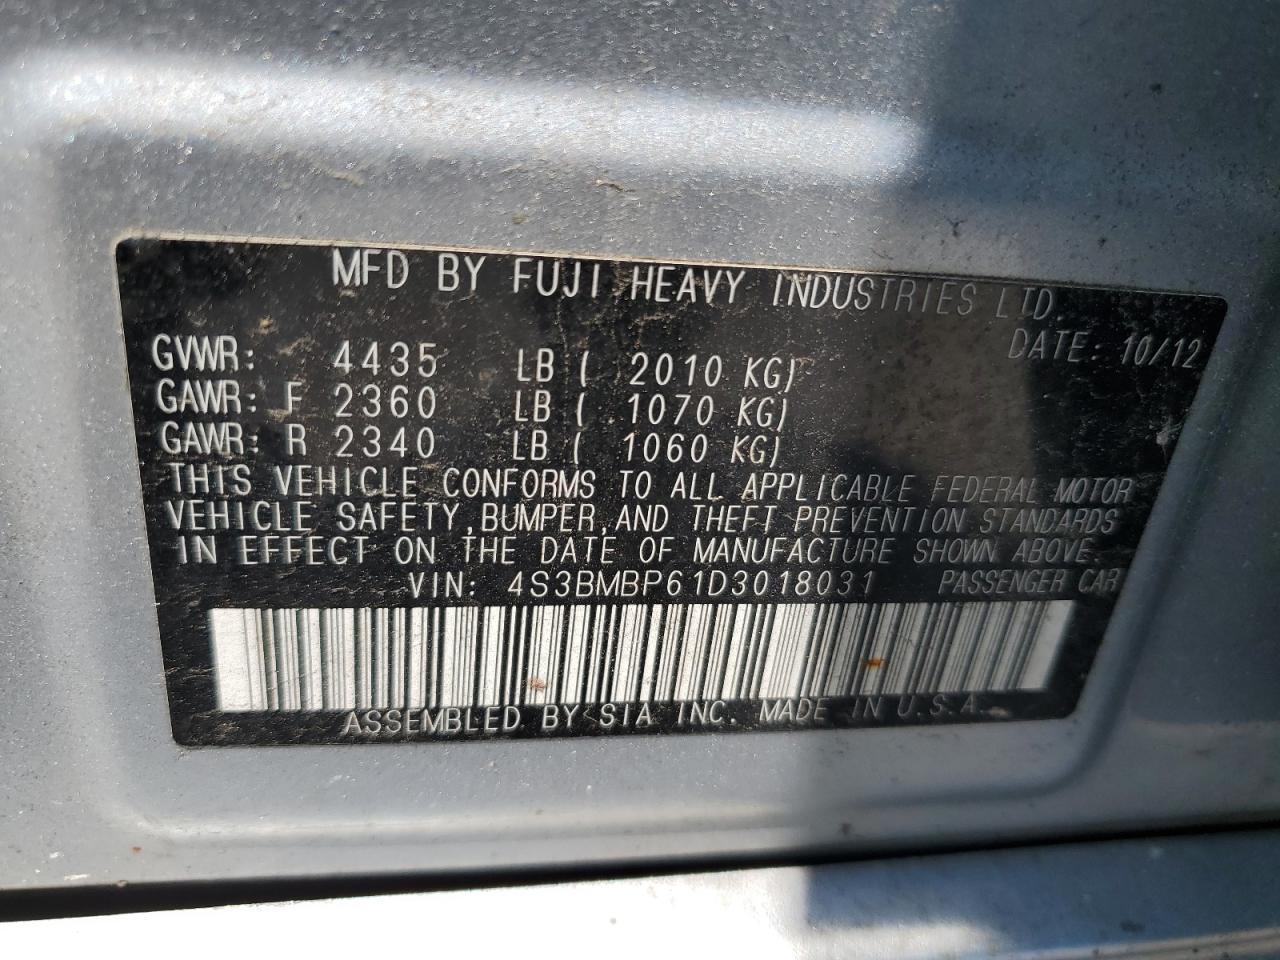 MFD BY FUJI HEAVY INDUSTRIES LTD.
DATE: 10/12
GVWR: 4435 LB ( 2010 KG)
GAWR: F 2360 LB ( 1070 KG)
GAWR: R 2340 LB ( 1060 KG)
THIS VEHICLE CONFORMS TO ALL APPLICABLE FEDERAL MOTOR
VEHICLE SAFETY, BUMPER, AND THEFT PREVENTION STANDARDS
IN EFFECT ON THE DATE OF MANUFACTURE SHOWN ABOVE.
VIN: 4S3BMBP61D3018031 PASSENGER CAR
ASSEMBLED BY SIA INC. MADE IN U.S.A.